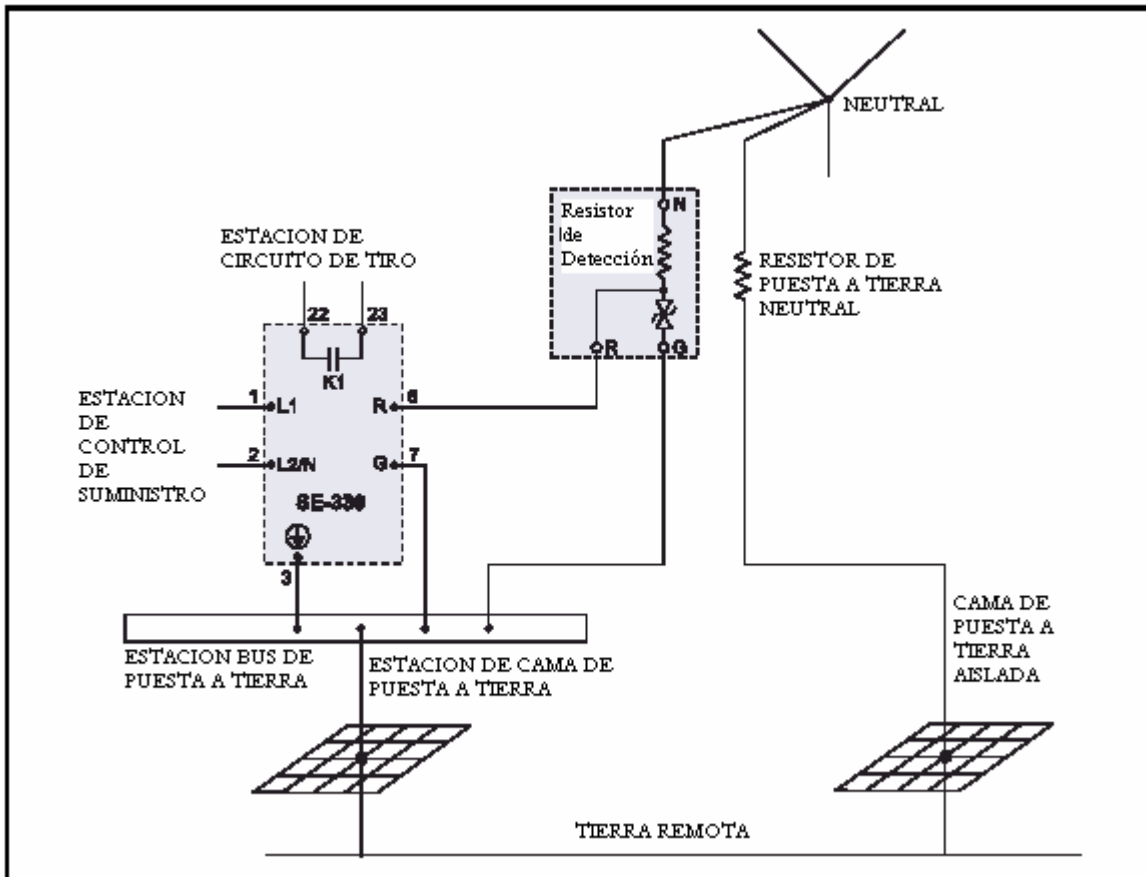 NEUTRAL
Resistor
de
Detección
N
R
G
RESISTOR DE
PUESTA A TIERRA
NEUTRAL
ESTACION DE
CIRCUITO DE TIRO
22
23
K1
ESTACION
DE
CONTROL
DE
SUMINISTRO
1
L1
R
6
2
L2/N
G
7
SE-330
3
ESTACION BUS DE
PUESTA A TIERRA
ESTACION DE CAMA DE
PUESTA A TIERRA
CAMA DE
PUESTA A
TIERRA
AISLADA
TIERRA REMOTA